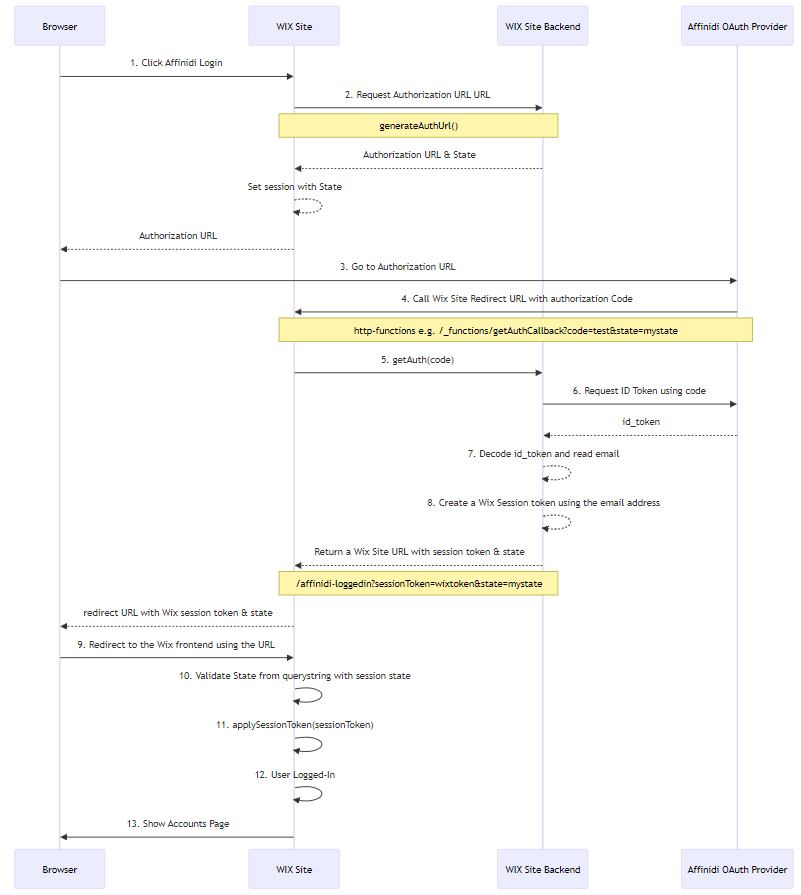 Browser
WIX Site
WIX Site Backend
Affinidi OAuth Provider
1. Click Affinidi Login
2. Request Authorization URL URL
generateAuthUrl()
Authorization URL & State
Set session with State
Authorization URL
3. Go to Authorization URL
4. Call Wix Site Redirect URL with authorization Code
http-functions e.g. /_functions/getAuthCallback?code=test&state=mystate
5. getAuth(code)
6. Request ID Token using code
id_token
7. Decode id_token and read email
8. Create a Wix Session token using the email address
Return a Wix Site URL with session token & state
/affinidi-loggedin?sessionToken=wixtoken&state=mystate
redirect URL with Wix session token & state
9. Redirect to the Wix frontend using the URL
10. Validate State from querystring with session state
11. applySessionToken(sessionToken)
12. User Logged-In
13. Show Accounts Page
Browser
WIX Site
WIX Site Backend
Affinidi OAuth Provider